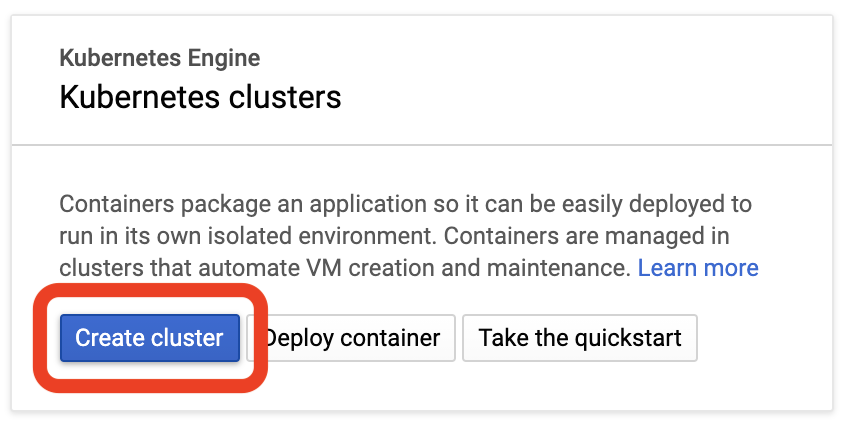 Kubernetes Engine
Kubernetes clusters
Containers package an application so it can be easily deployed to
run in its own isolated environment. Containers are managed in
clusters that automate VM creation and maintenance. Learn more
Create cluster Deploy container Take the quickstart